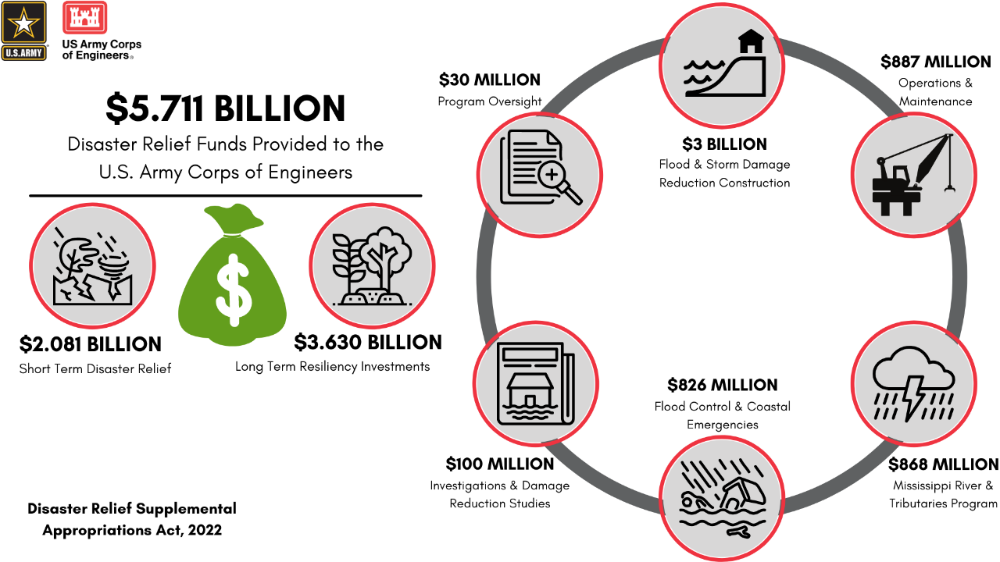 U.S.ARMY
US Army Corps
of Engineers®
$5.711 BILLION
Disaster Relief Funds Provided to the
U.S. Army Corps of Engineers
$
$2.081 BILLION
Short Term Disaster Relief
$3.630 BILLION
Long Term Resiliency Investments
Disaster Relief Supplemental
Appropriations Act, 2022
$30 MILLION
Program Oversight
$3 BILLION
Flood & Storm Damage
Reduction Construction
$887 MILLION
Operations &
Maintenance
$868 MILLION
Mississippi River &
Tributaries Program
$826 MILLION
Flood Control & Coastal
Emergencies
$100 MILLION
Investigations & Damage
Reduction Studies